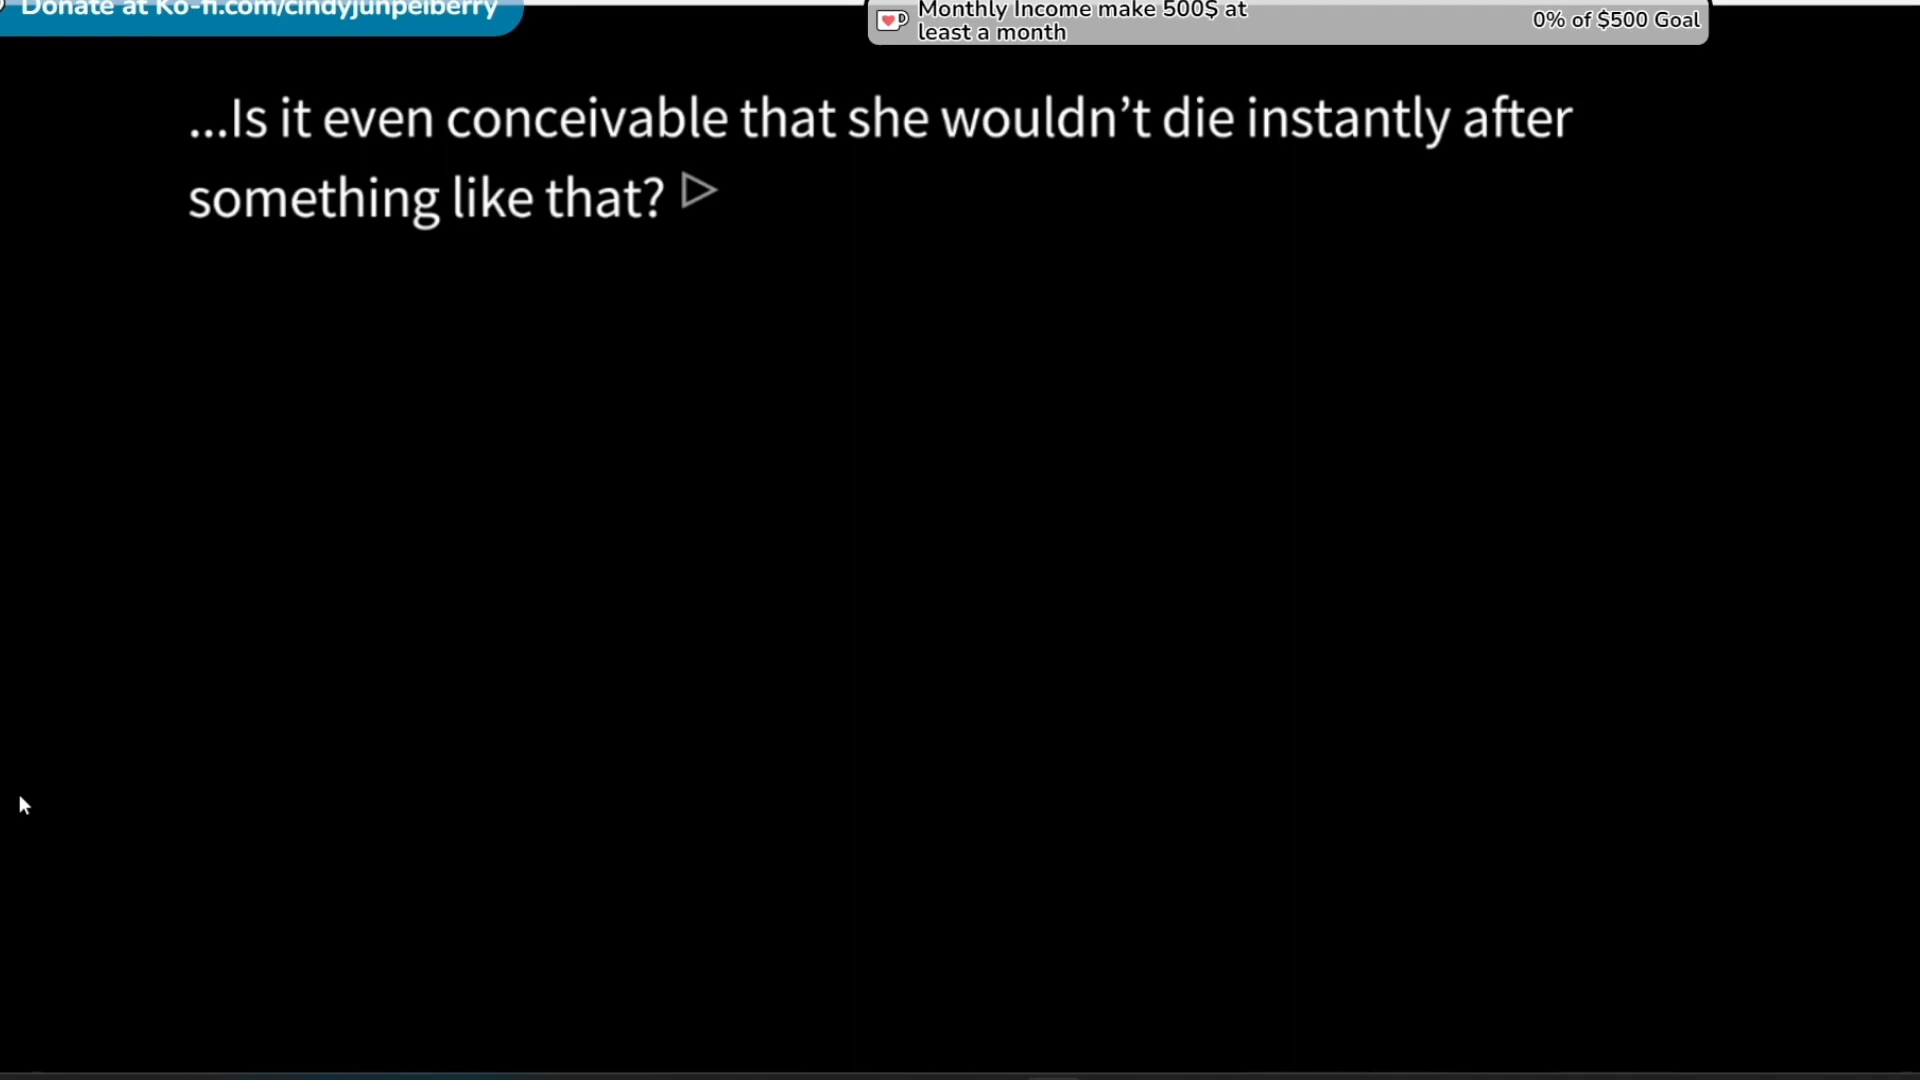 Donate at Ko-fi.com/cindyjunpeiberry
Monthly Income make 500$ at
least a month
0% of $500 Goal
...Is it even conceivable that she wouldn’t die instantly after
something like that?